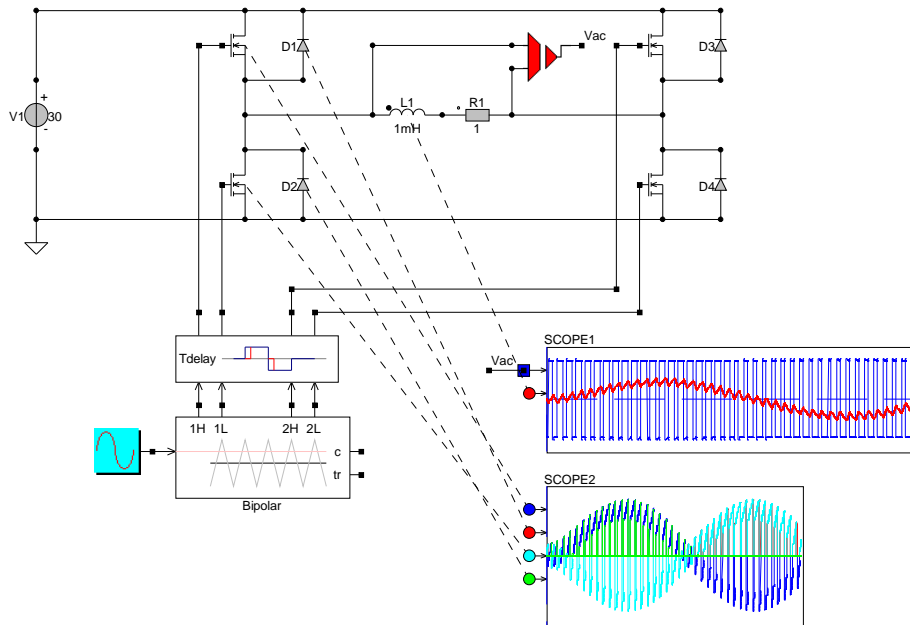 Vac
D1
D3
+
V1 30
-
L1
1mH
R1
1
D2
D4
Tdelay
SCOPE1
Vac
1H 1L 2H 2L
c
tr
Bipolar
SCOPE2